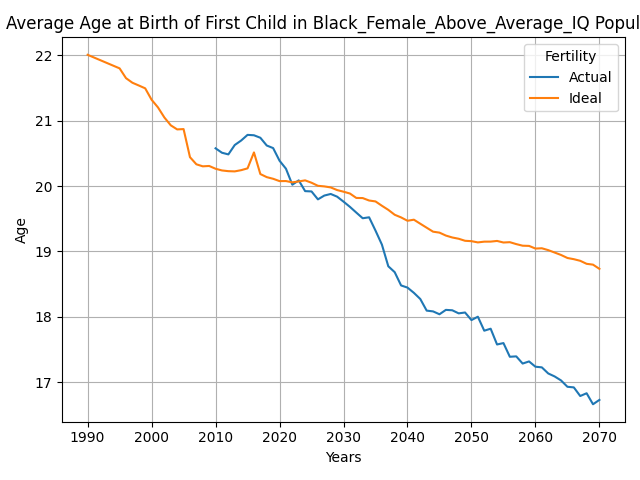 Average Age at Birth of First Child in Black_Female_Above_Average_IQ Popul
Fertility
Actual
Ideal
22
21
20
19
18
17
Age
1990 2000 2010 2020 2030 2040 2050 2060 2070
Years